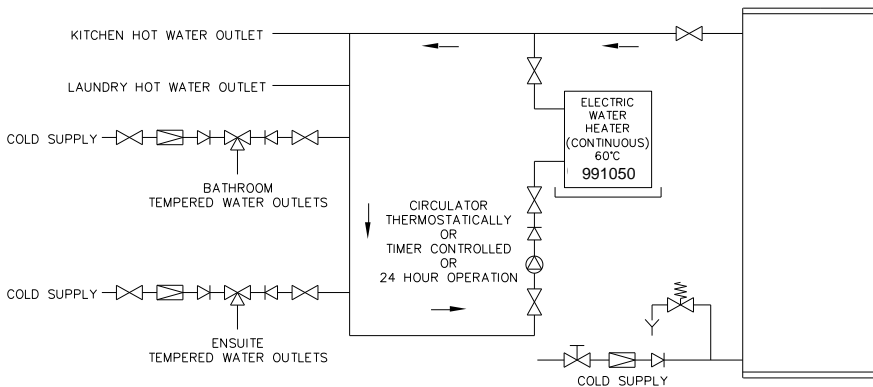 KITCHEN HOT WATER OUTLET
LAUNDRY HOT WATER OUTLET
COLD SUPPLY
BATHROOM
TEMPERED WATER OUTLETS
ELECTRIC
WATER
HEATER
(CONTINUOUS)
60°C
991050
CIRCULATOR
THERMOSTATICALLY
OR
TIMER CONTROLLED
OR
24 HOUR OPERATION
COLD SUPPLY
ENSUITE
TEMPERED WATER OUTLETS
COLD SUPPLY